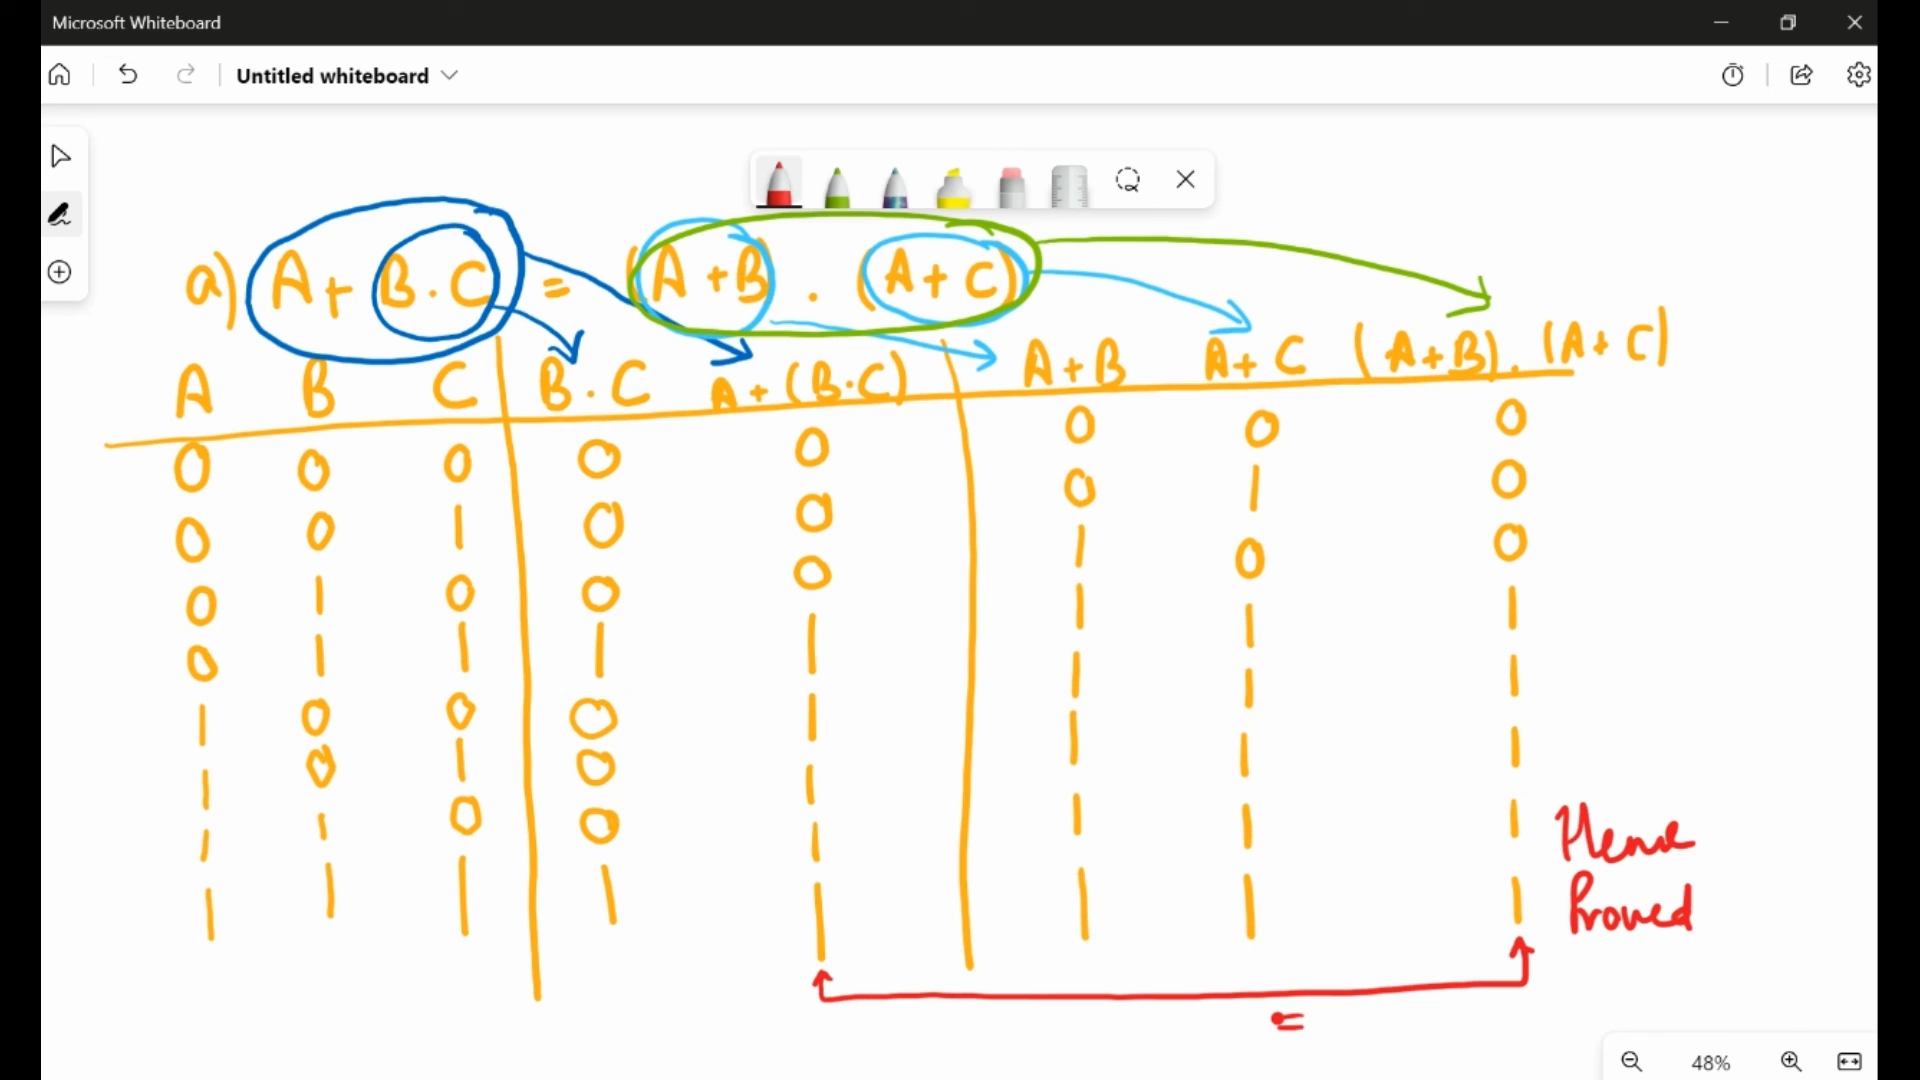 Microsoft Whiteboard
Untitled whiteboard
a) A + B . C = (A + B) . (A + C)
A B C B . C A + (B . C) A + B A + C (A + B) . (A + C)
0 0 0 0 0 0 0 0
0 0 1 0 0 0 1 0
0 1 0 0 0 1 0 0
0 1 1 1 1 1 1 1
1 0 0 0 1 1 1 1
1 0 1 0 1 1 1 1
1 1 0 0 1 1 1 1
1 1 1 1 1 1 1 1
Hence
Proved
=
48%